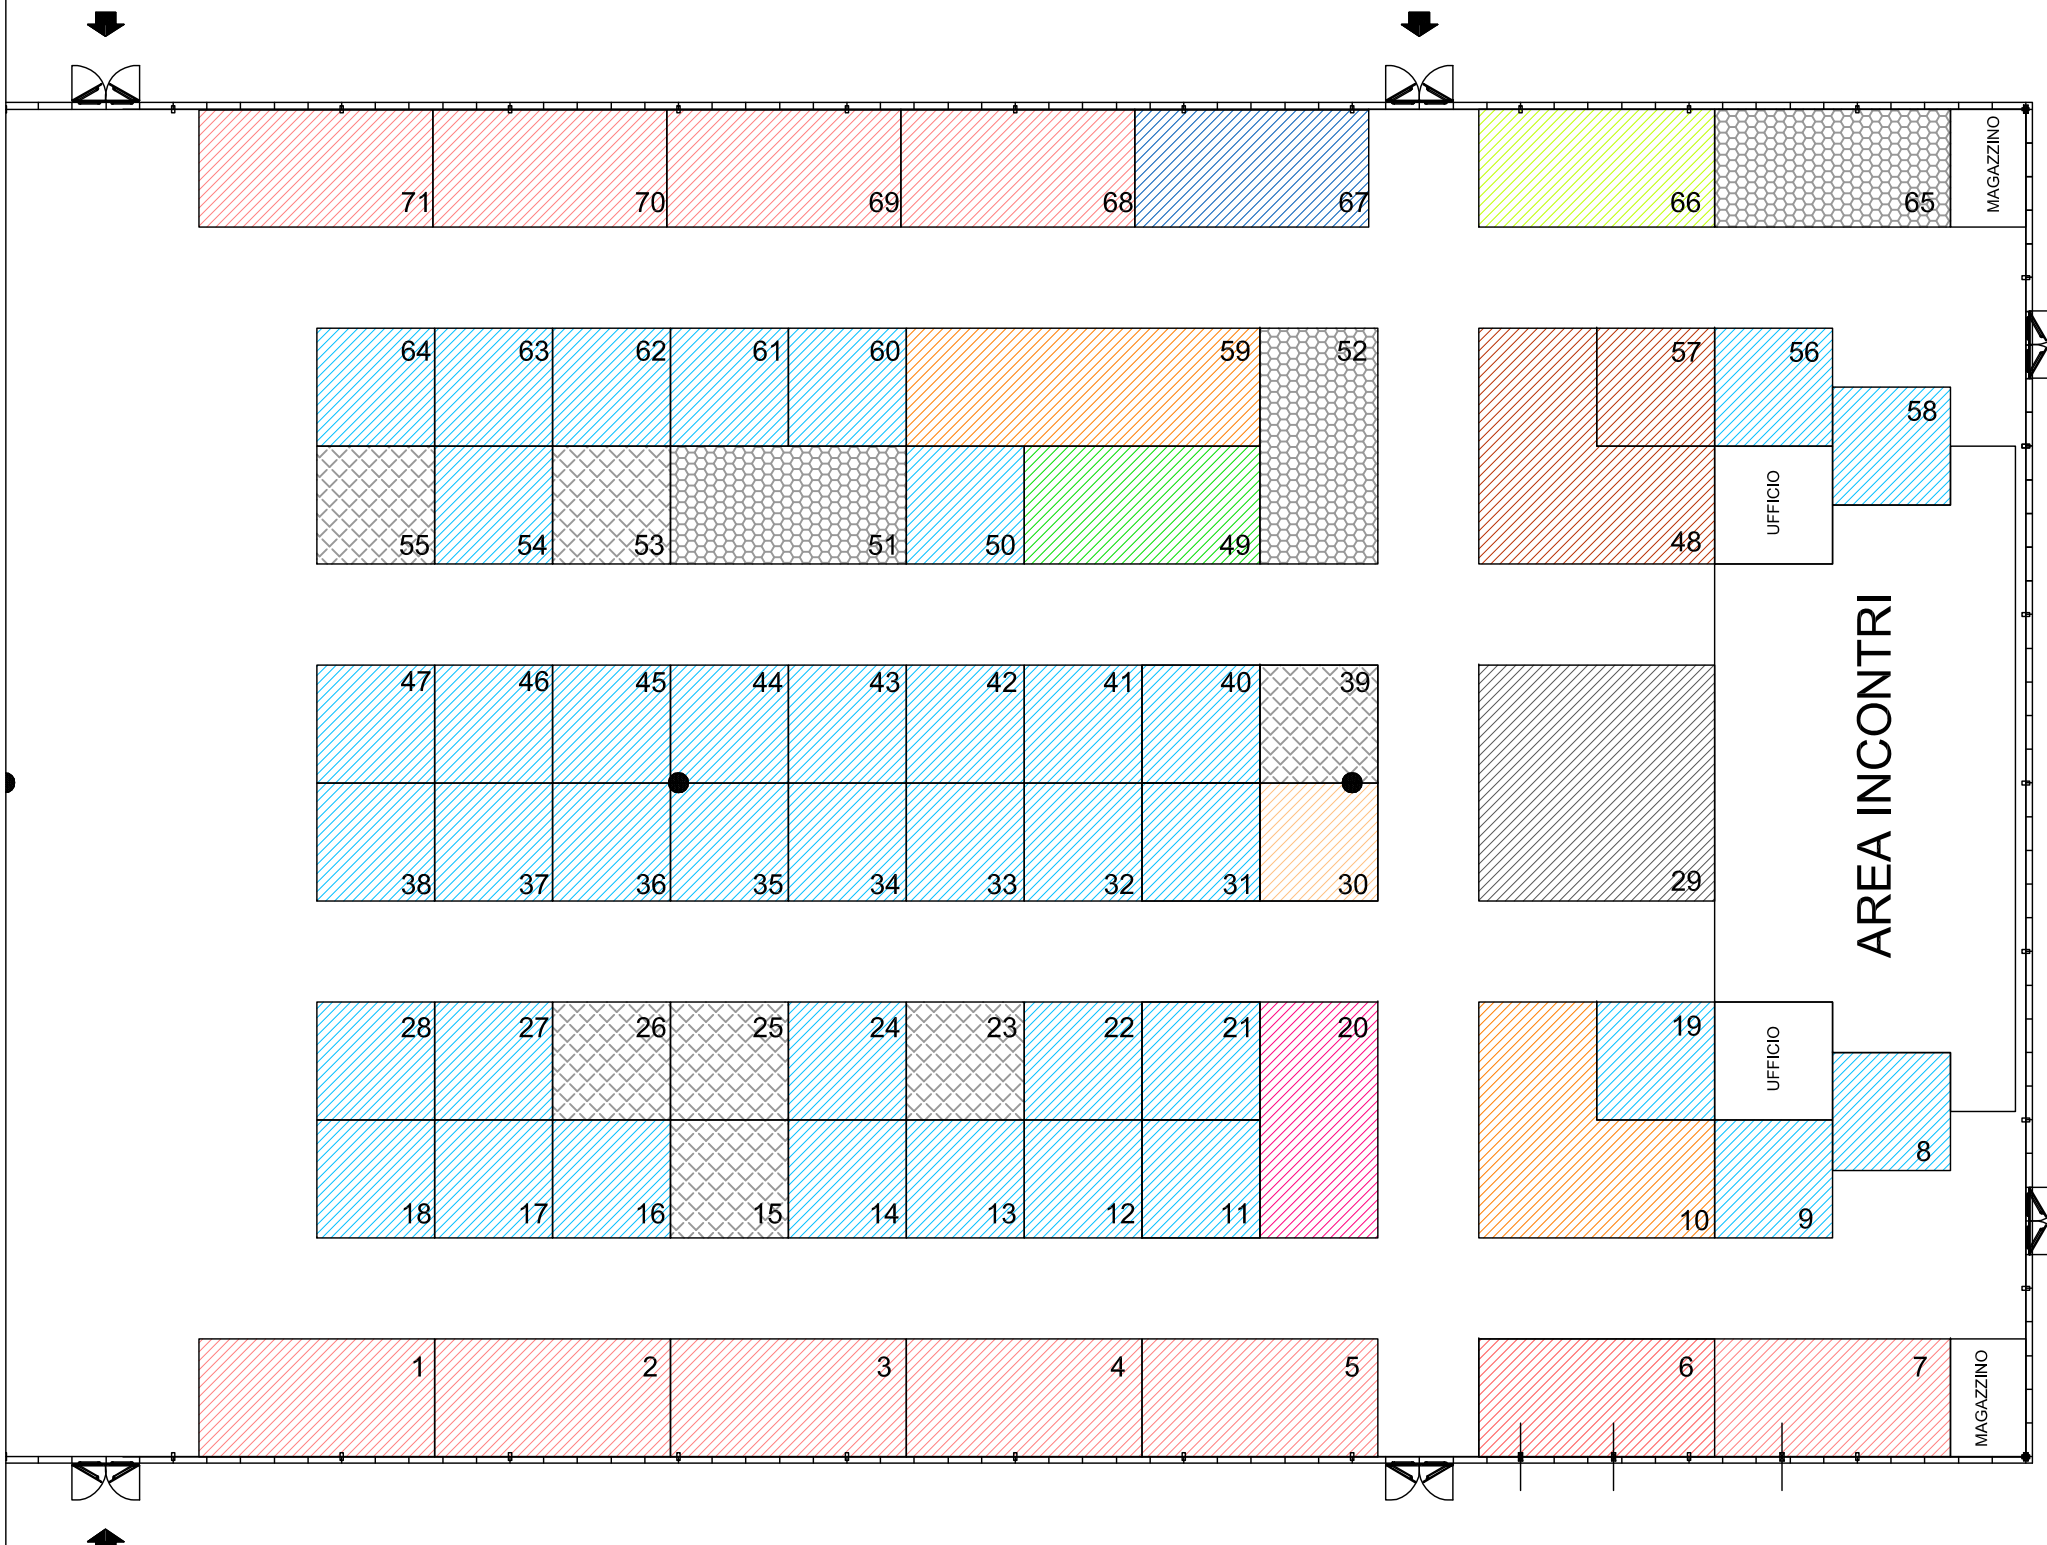 71 70 69 68 67 66 65 MAGAZZINO
64 63 62 61 60 59 52 57 56
58
55 54 53 51 50 49 48 UFFICIO
AREA INCONTRI
47 46 45 44 43 42 41 40 39
38 37 36 35 34 33 32 31 30 29
28 27 26 25 24 23 22 21 20 19 UFFICIO
8
18 17 16 15 14 13 12 11 10 9
1 2 3 4 5 6 7 MAGAZZINO